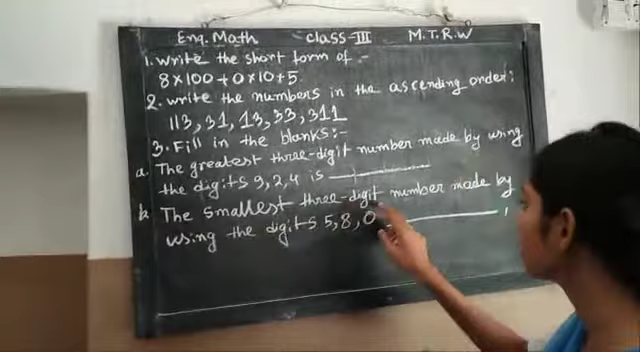 Eng. Math class-III M.T.R.W
1. Write the short form of :-
8×100+0×10+5
2. Write the numbers in the ascending order:
113, 31, 13, 33, 311
3. Fill in the blanks:-
a. The greatest three-digit number made by using
the digits 9, 2, 4 is
b. The smallest three-digit number made by
using the digits 5, 8, 0